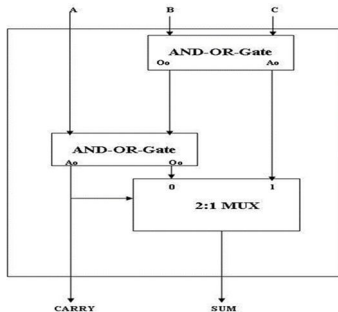 A B C
AND-OR-Gate
Oo Ao
AND-OR-Gate
Ao Oo
0 1
2:1 MUX
CARRY SUM